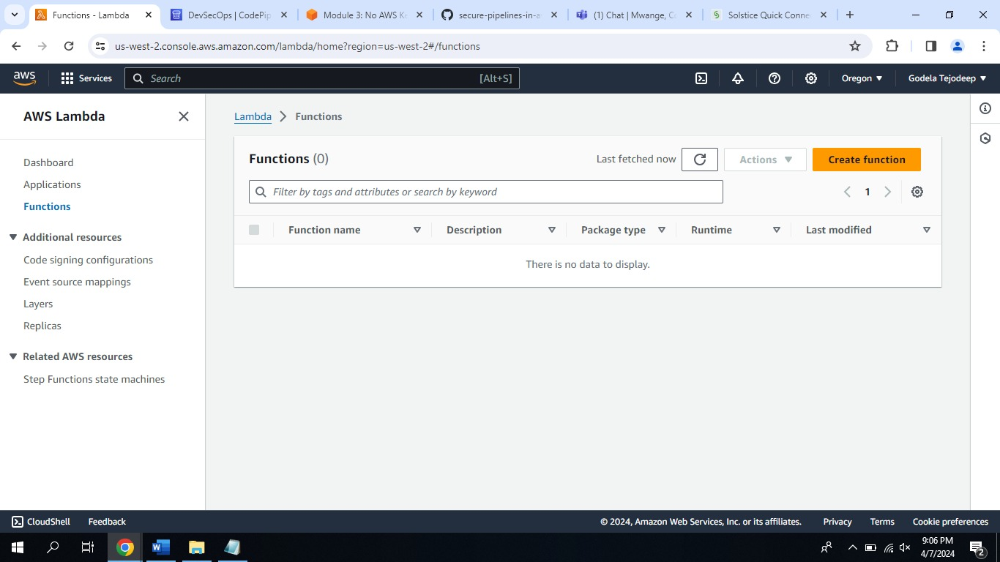 Functions - Lambda
DevSecOps | CodePip
Module 3: No AWS Ke
secure-pipelines-in-a
(1) Chat | Mwange, C
Solstice Quick Conne
us-west-2.console.aws.amazon.com/lambda/home?region=us-west-2#/functions
aws
Services
Search
[Alt+S]
Oregon
Godela Tejodeep
AWS Lambda
Dashboard
Applications
Functions
Additional resources
Code signing configurations
Event source mappings
Layers
Replicas
Related AWS resources
Step Functions state machines
Lambda
Functions
Functions (0)
Last fetched now
Actions
Create function
Filter by tags and attributes or search by keyword
1
Function name
Description
Package type
Runtime
Last modified
There is no data to display.
CloudShell
Feedback
© 2024, Amazon Web Services, Inc. or its affiliates.
Privacy
Terms
Cookie preferences
9:06 PM
4/7/2024
2